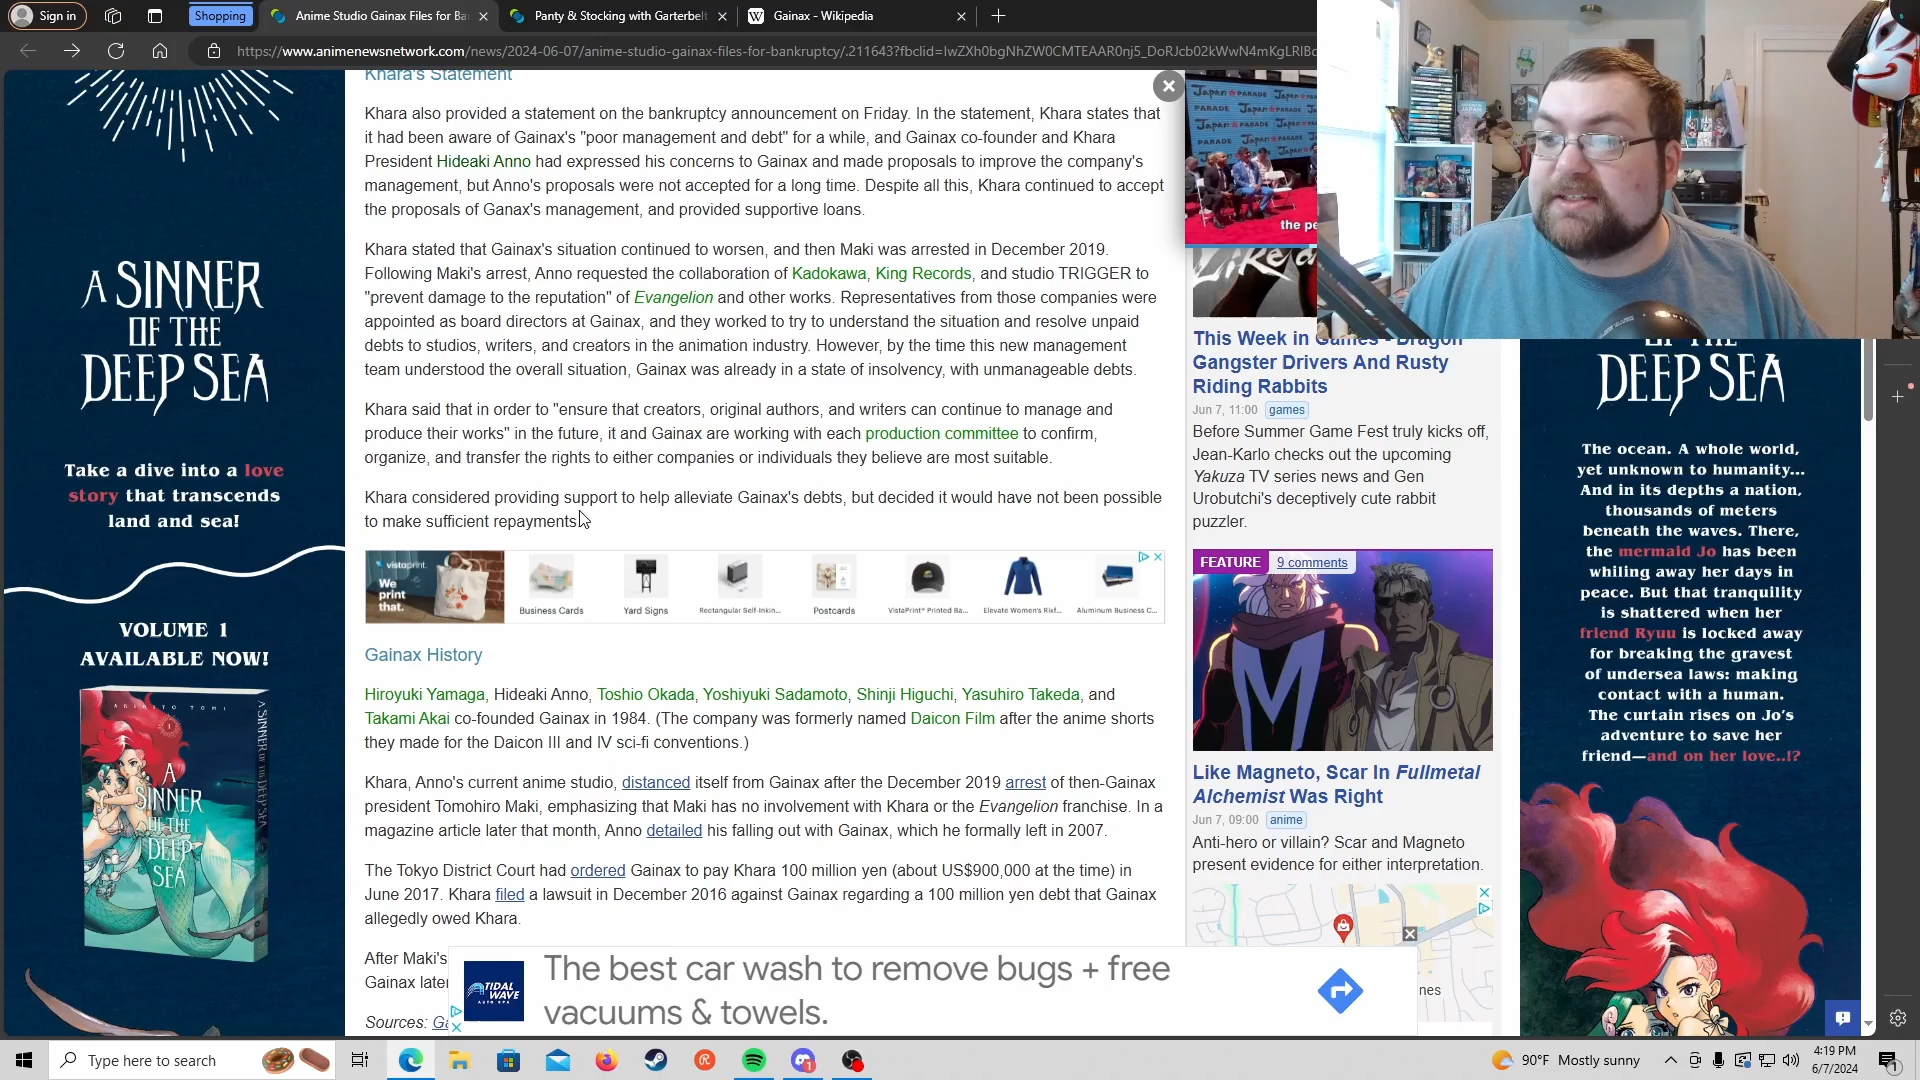 Sign in
Shopping
Anime Studio Gainax Files for Ba
Panty & Stocking with Garterbelt
W Gainax - Wikipedia
https://www.animenewsnetwork.com/news/2024-06-07/anime-studio-gainax-files-for-bankruptcy/.211643?fbclid=IwZXh0bgNhZW0CMTEAAR0nj5_DoRJcb02kWwN4mKgLRlBc
A SINNER
OF THE
DEEP SEA
Take a dive into a love
story that transcends
land and sea!
VOLUME 1
AVAILABLE NOW!
AKIHITO TOMI
A
SINNER
OF THE
DEEP
SEA
A SINNER OF THE DEEP SEA
Khara's Statement
Khara also provided a statement on the bankruptcy announcement on Friday. In the statement, Khara states that
it had been aware of Gainax's "poor management and debt" for a while, and Gainax co-founder and Khara
President Hideaki Anno had expressed his concerns to Gainax and made proposals to improve the company's
management, but Anno's proposals were not accepted for a long time. Despite all this, Khara continued to accept
the proposals of Ganax's management, and provided supportive loans.
Khara stated that Gainax's situation continued to worsen, and then Maki was arrested in December 2019.
Following Maki's arrest, Anno requested the collaboration of Kadokawa, King Records, and studio TRIGGER to
"prevent damage to the reputation" of Evangelion and other works. Representatives from those companies were
appointed as board directors at Gainax, and they worked to try to understand the situation and resolve unpaid
debts to studios, writers, and creators in the animation industry. However, by the time this new management
team understood the overall situation, Gainax was already in a state of insolvency, with unmanageable debts.
Khara said that in order to "ensure that creators, original authors, and writers can continue to manage and
produce their works" in the future, it and Gainax are working with each production committee to confirm,
organize, and transfer the rights to either companies or individuals they believe are most suitable.
Khara considered providing support to help alleviate Gainax's debts, but decided it would have not been possible
to make sufficient repayments.
vistaprint.
We
print
that.
Business Cards
Yard Signs
Rectangular Self-Inkin...
Postcards
VistaPrint® Printed Ba...
Elevate Women's Rixf...
Aluminum Business C...
Gainax History
Hiroyuki Yamaga, Hideaki Anno, Toshio Okada, Yoshiyuki Sadamoto, Shinji Higuchi, Yasuhiro Takeda, and
Takami Akai co-founded Gainax in 1984. (The company was formerly named Daicon Film after the anime shorts
they made for the Daicon III and IV sci-fi conventions.)
Khara, Anno's current anime studio, distanced itself from Gainax after the December 2019 arrest of then-Gainax
president Tomohiro Maki, emphasizing that Maki has no involvement with Khara or the Evangelion franchise. In a
magazine article later that month, Anno detailed his falling out with Gainax, which he formally left in 2007.
The Tokyo District Court had ordered Gainax to pay Khara 100 million yen (about US$900,000 at the time) in
June 2017. Khara filed a lawsuit in December 2016 against Gainax regarding a 100 million yen debt that Gainax
allegedly owed Khara.
After Maki's
Gainax later
Sources: Ga
TIDAL
WAVE
AUTO SPA
The best car wash to remove bugs + free
vacuums & towels.
Japan PARADE
the pe
Like a
This Week in Games - Dragon
Gangster Drivers And Rusty
Riding Rabbits
Jun 7, 11:00 games
Before Summer Game Fest truly kicks off,
Jean-Karlo checks out the upcoming
Yakuza TV series news and Gen
Urobutchi's deceptively cute rabbit
puzzler.
FEATURE 9 comments
Like Magneto, Scar In Fullmetal
Alchemist Was Right
Jun 7, 09:00 anime
Anti-hero or villain? Scar and Magneto
present evidence for either interpretation.
nes
OF THE
DEEP SEA
The ocean. A whole world,
yet unknown to humanity...
And in its depths a nation,
thousands of meters
beneath the waves. There,
the mermaid Jo has been
whiling away her days in
peace. But that tranquility
is shattered when her
friend Ryuu is locked away
for breaking the gravest
of undersea laws: making
contact with a human.
The curtain rises on Jo's
adventure to save her
friend—and on her love..!?
Type here to search
90°F Mostly sunny
4:19 PM
6/7/2024